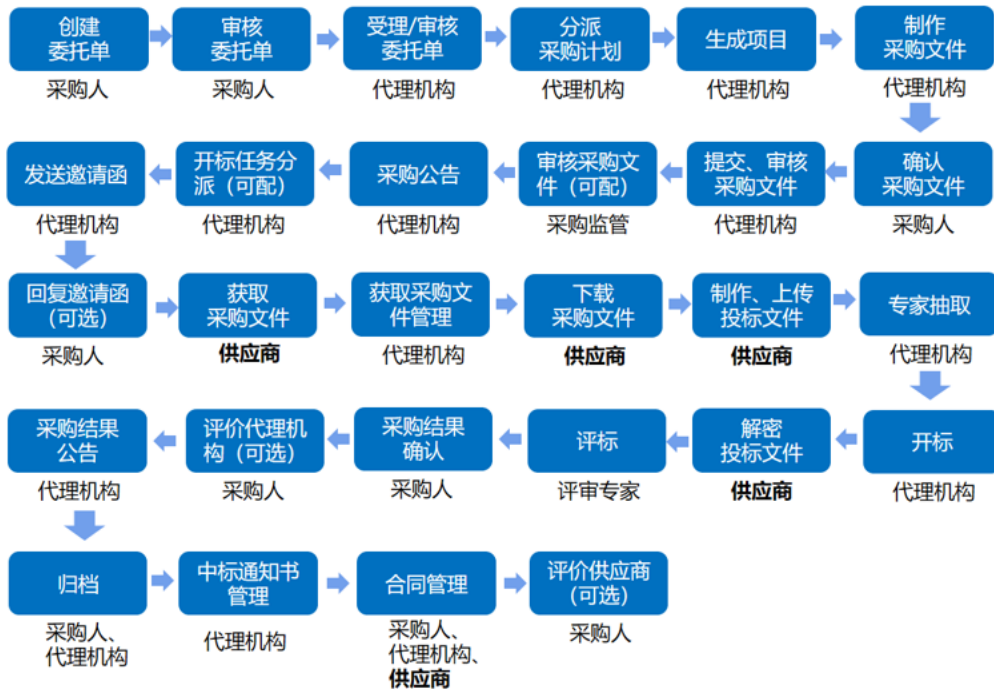 创建
委托单
采购人
审核
委托单
采购人
受理/审核
委托单
代理机构
分派
采购计划
代理机构
生成项目
代理机构
制作
采购文件
代理机构
发送邀请函
代理机构
开标任务分
派（可配）
代理机构
采购公告
代理机构
审核采购文
件（可配）
采购监管
提交、审核
采购文件
代理机构
确认
采购文件
采购人
回复邀请函
（可选）
采购人
获取
采购文件
供应商
获取采购文
件管理
代理机构
下载
采购文件
供应商
制作、上传
投标文件
供应商
专家抽取
代理机构
采购结果
公告
代理机构
评价代理机
构（可选）
采购人
采购结果
确认
采购人
评标
评审专家
解密
投标文件
供应商
开标
代理机构
归档
采购人、
代理机构
中标通知书
管理
代理机构
合同管理
采购人、
代理机构、
供应商
评价供应商
（可选）
采购人